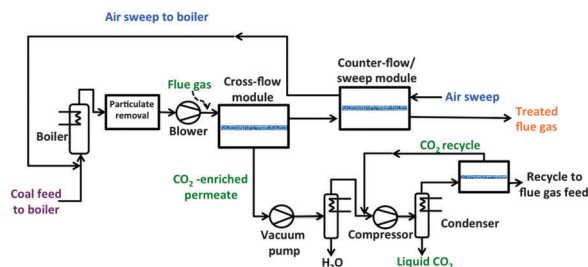 Air sweep to boiler
Counter-flow/
sweep module
Flue gas
Cross-flow
module
Particulate
removal
Boiler
Blower
Air sweep
Treated
flue gas
Coal feed
to boiler
CO2 -enriched
permeate
CO2 recycle
Recycle to
flue gas feed
Vacuum
pump
H2O
Compressor
Condenser
Liquid CO2